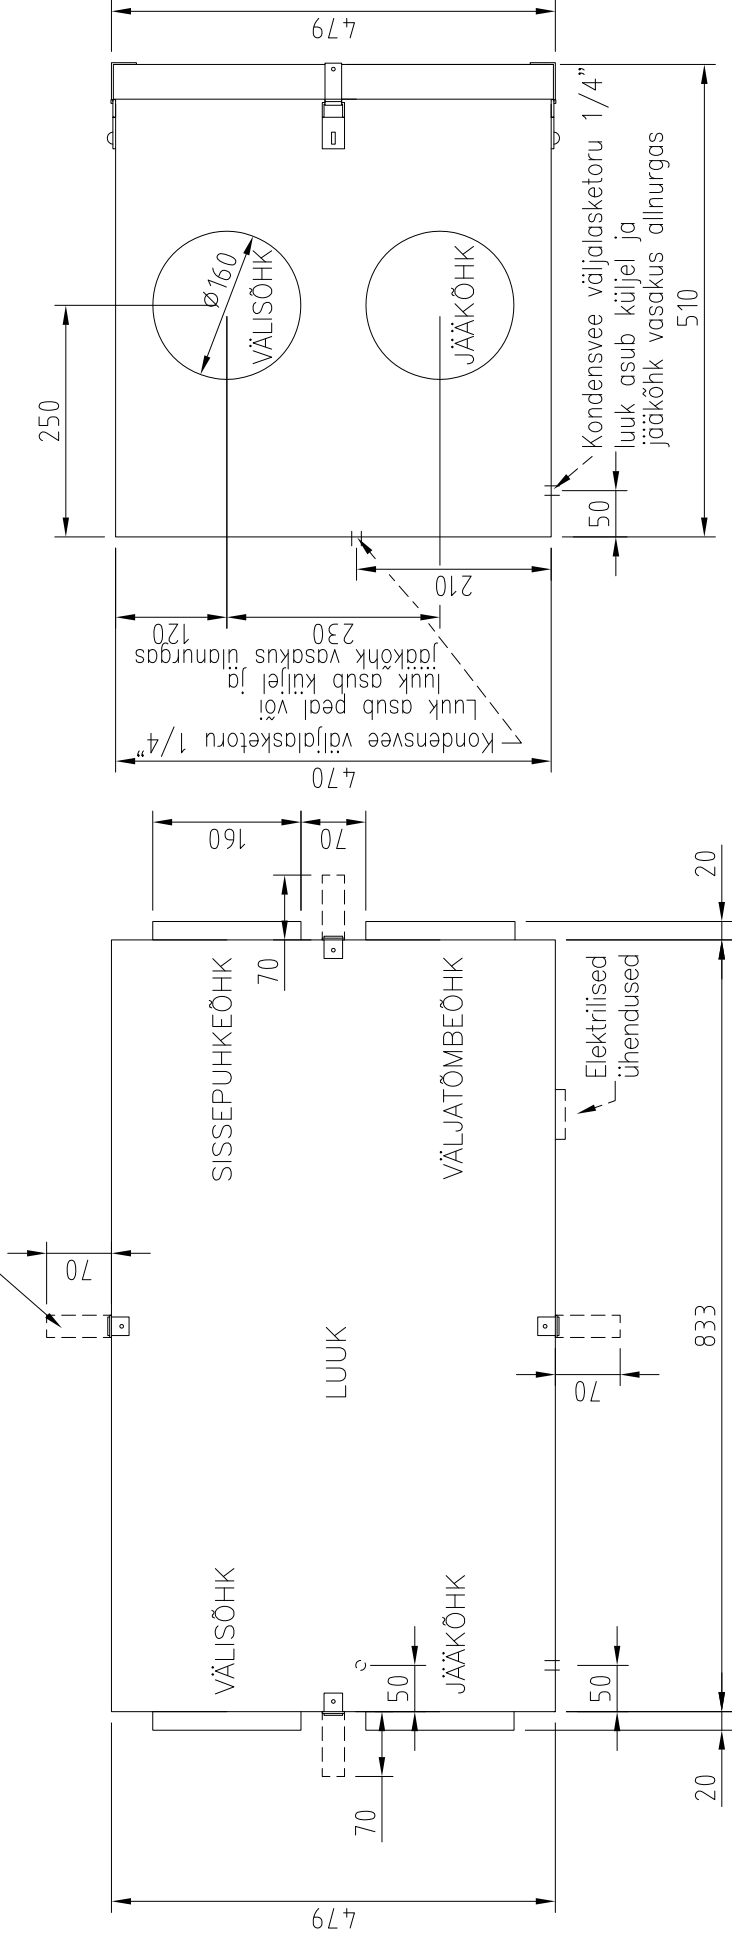 479
Kondensvee väljalasketoru 1/4"
luuk asub küljel ja
jääkõhk vasakus allnurgas
510
250
Ø160
VÄLISÕHK
JÄÄKÕHK
50
210
120
230
Kondensvee väljalasketoru 1/4"
Luuk asub peal või
luuk asub küljel ja
jääkõhk vasakus ülanurgas
470
160
70
70
20
SISSEPUHKEÕHK
VÄLJATÕMBEÕHK
Elektrilised
ühendused
70
LUUK
70
833
VÄLISÕHK
JÄÄKÕHK
50
50
70
20
479